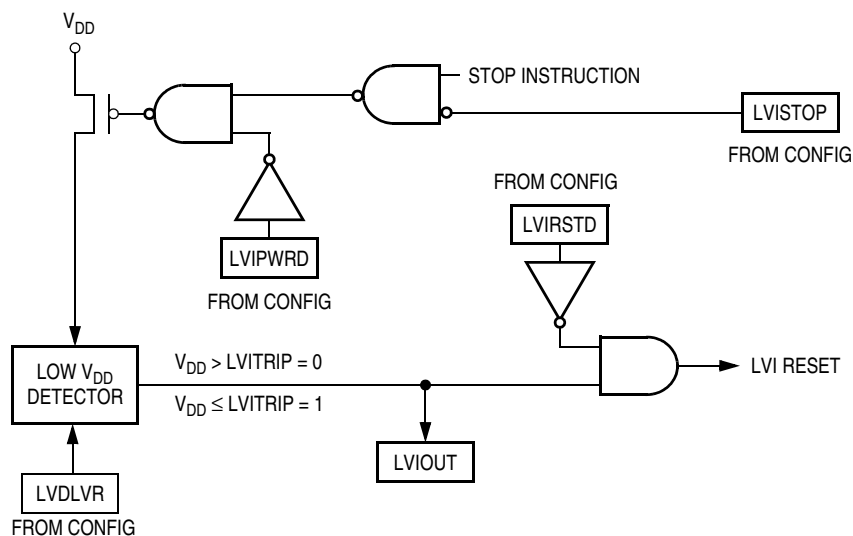 VDD
STOP INSTRUCTION
LVISTOP
FROM CONFIG
FROM CONFIG
LVIRSTD
LVIPWRD
FROM CONFIG
LOW VDD
DETECTOR
VDD > LVITRIP = 0
VDD ≤ LVITRIP = 1
LVI RESET
LVIOUT
LVDLVR
FROM CONFIG